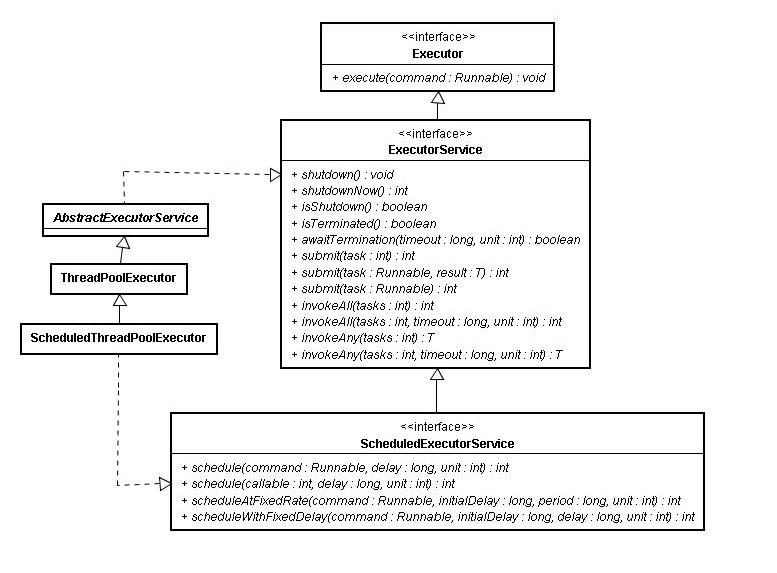 <<interface>>
Executor
+ execute(command : Runnable) : void
<<interface>>
ExecutorService
+ shutdown() : void
+ shutdownNow() : int
+ isShutdown() : boolean
+ isTerminated() : boolean
+ awaitTermination(timeout : long, unit : int) : boolean
+ submit(task : int) : int
+ submit(task : Runnable, result : T) : int
+ submit(task : Runnable) : int
+ invokeAll(tasks : int) : int
+ invokeAll(tasks : int, timeout : long, unit : int) : int
+ invokeAny(tasks : int) : T
+ invokeAny(tasks : int, timeout : long, unit : int) : T
AbstractExecutorService
ThreadPoolExecutor
ScheduledThreadPoolExecutor
<<interface>>
ScheduledExecutorService
+ schedule(command : Runnable, delay : long, unit : int) : int
+ schedule(callable : int, delay : long, unit : int) : int
+ scheduleAtFixedRate(command : Runnable, initialDelay : long, period : long, unit : int) : int
+ scheduleWithFixedDelay(command : Runnable, initialDelay : long, delay : long, unit : int) : int